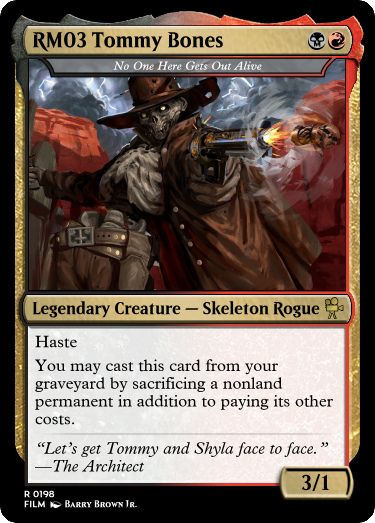 RM03 Tommy Bones
No One Here Gets Out Alive
Legendary Creature — Skeleton Rogue
Haste
You may cast this card from your
graveyard by sacrificing a nonland
permanent in addition to paying its other
costs.
“Let’s get Tommy and Shyla face to face.”
—The Architect
3/1
R 0198
FILM Barry Brown Jr.